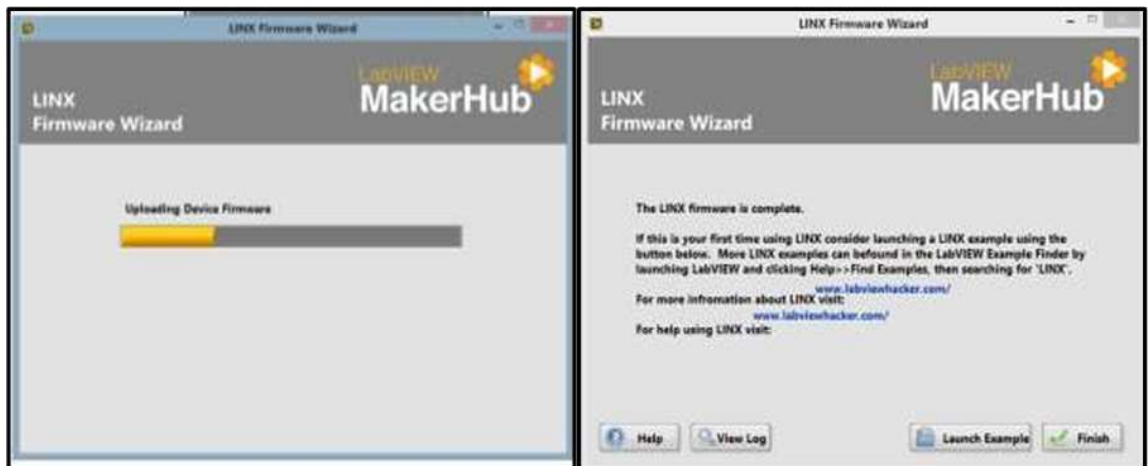 LINX Firmware Wizard
LabVIEW
MakerHub
LINX
Firmware Wizard
Uploading Device Firmware
LINX Firmware Wizard
LabVIEW
MakerHub
LINX
Firmware Wizard
The LINX firmware is complete.
If this is your first time using LINX consider launching a LINX example using the
button below. More LINX examples can befound in the LabVIEW Example Finder by
launching LabVIEW and clicking Help>>Find Examples, then searching for 'LINX'.
www.labviewhacker.com/
For more infromation about LINX visit:
www.labviewhacker.com/
For help using LINX visit:
Help
View Log
Launch Example
Finish